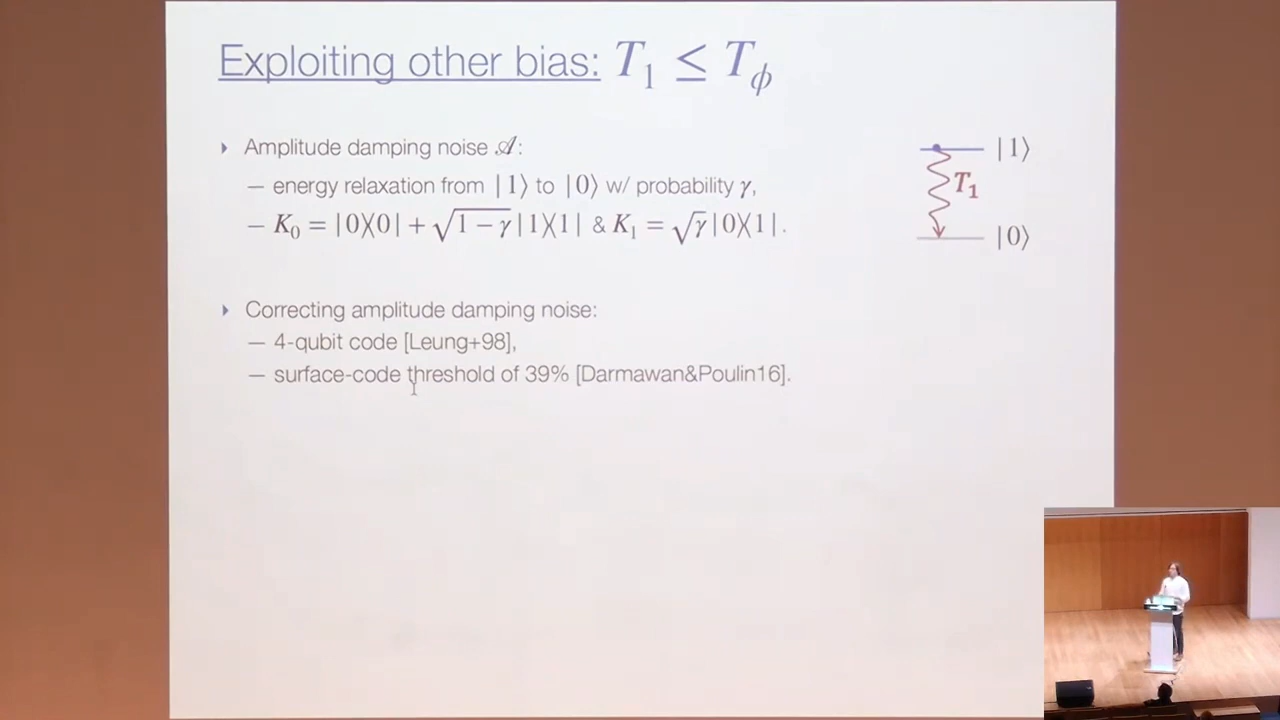 Exploiting other bias: T₁ ≤ T_ϕ
‣ Amplitude damping noise 𝒜:
— energy relaxation from |1⟩ to |0⟩ w/ probability γ,
— K₀ = |0⟩⟨0| + √(1 − γ)|1⟩⟨1| & K₁ = √γ|0⟩⟨1|.
|1⟩
T₁
|0⟩
‣ Correcting amplitude damping noise:
— 4-qubit code [Leung+98],
— surface-code threshold of 39% [Darmawan&Poulin16].